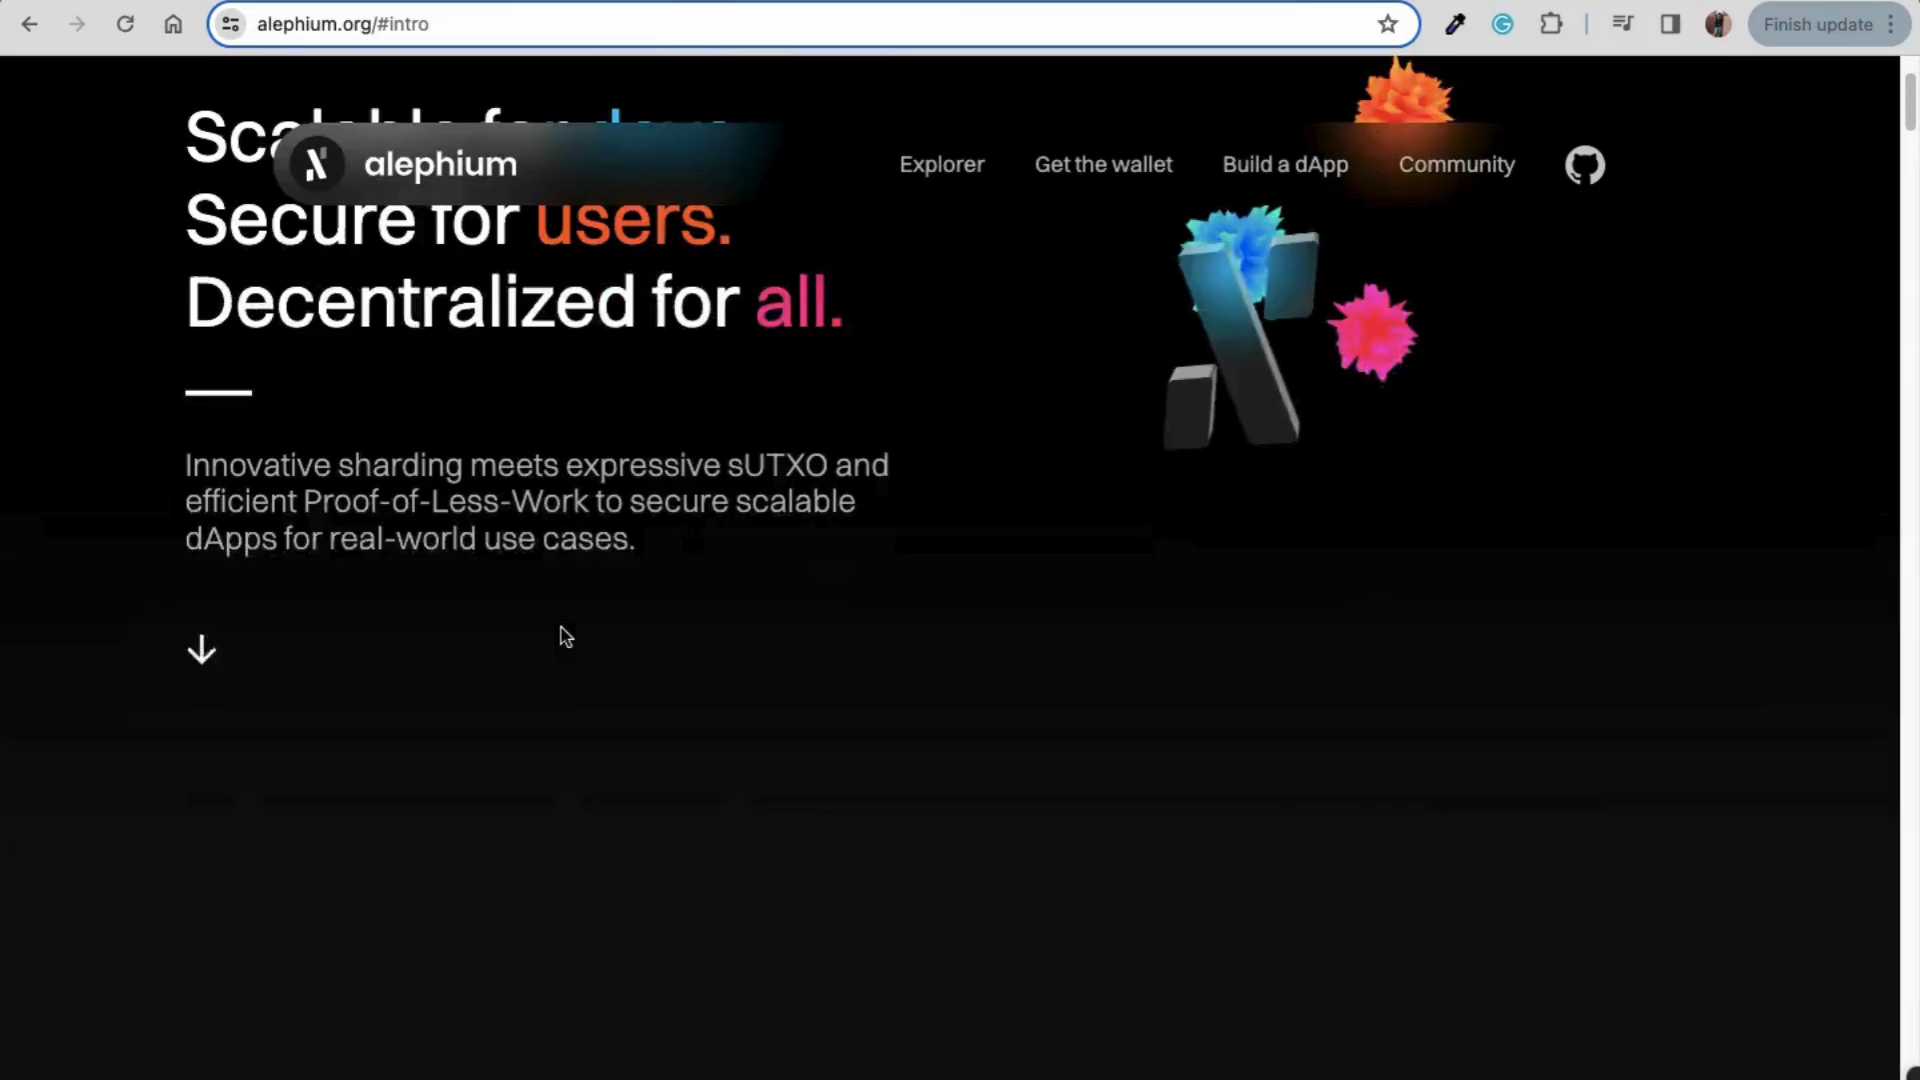 alephium.org/#intro
Finish update
Scalable for devs.
alephium
Explorer
Get the wallet
Build a dApp
Community
Secure for users.
Decentralized for all.
Innovative sharding meets expressive sUTXO and
efficient Proof-of-Less-Work to secure scalable
dApps for real-world use cases.